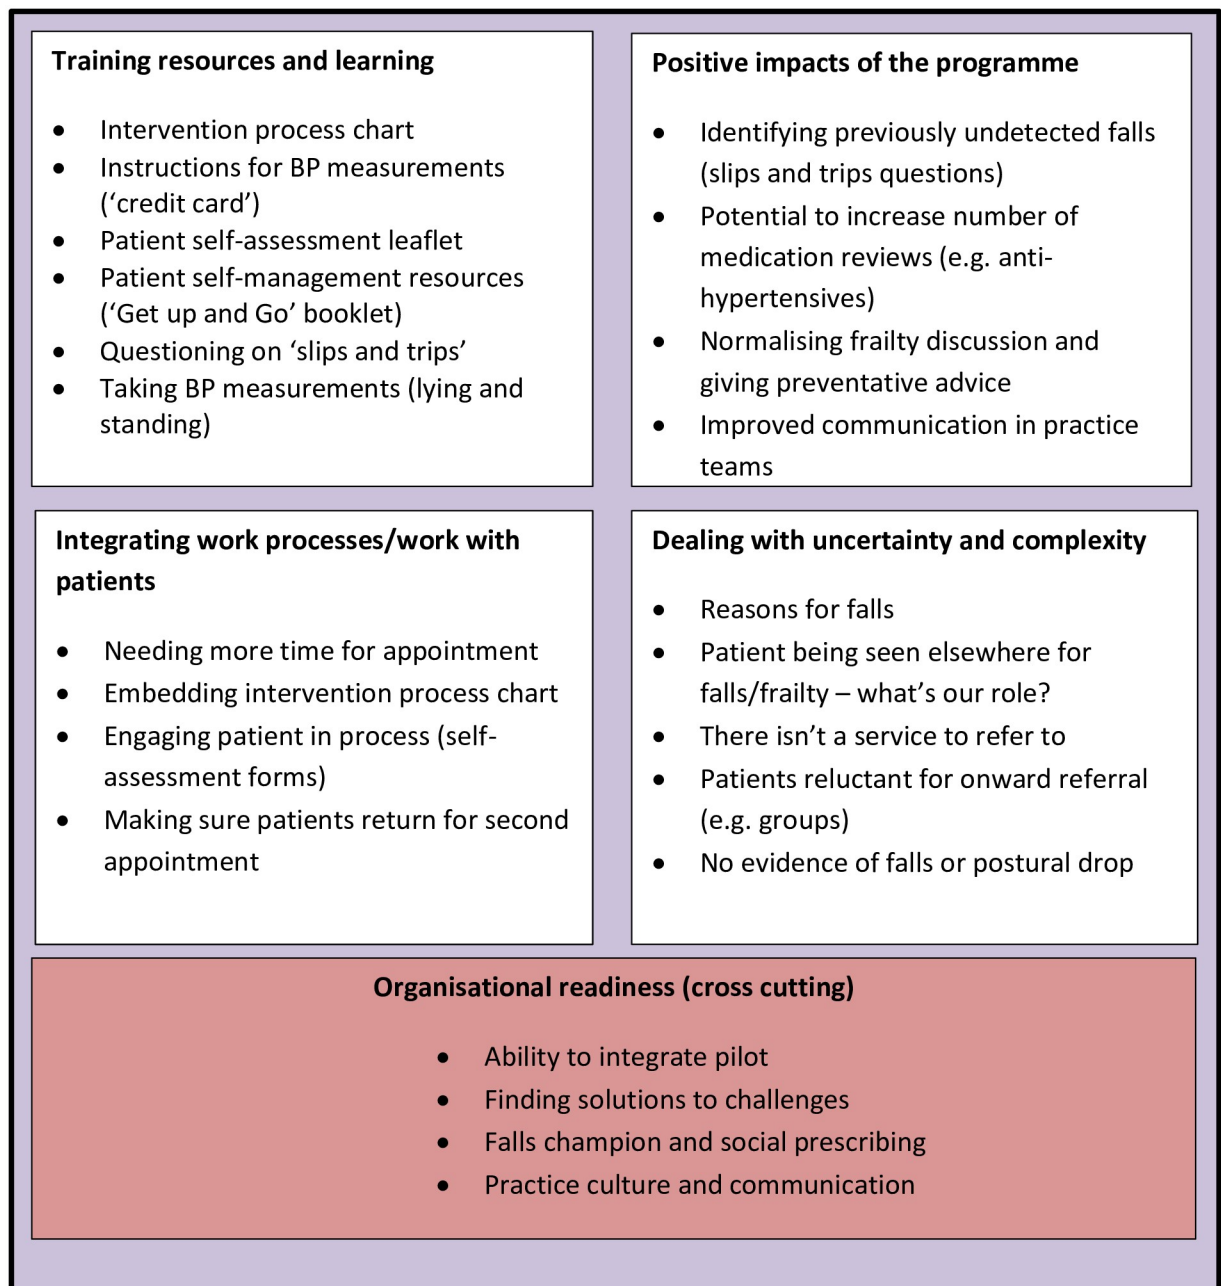 Training resources and learning
• Intervention process chart
• Instructions for BP measurements
(‘credit card’)
• Patient self-assessment leaflet
• Patient self-management resources
(‘Get up and Go’ booklet)
• Questioning on ‘slips and trips’
• Taking BP measurements (lying and
standing)
Positive impacts of the programme
• Identifying previously undetected falls
(slips and trips questions)
• Potential to increase number of
medication reviews (e.g. anti-
hypertensives)
• Normalising frailty discussion and
giving preventative advice
• Improved communication in practice
teams
Integrating work processes/work with
patients
• Needing more time for appointment
• Embedding intervention process chart
• Engaging patient in process (self-
assessment forms)
• Making sure patients return for second
appointment
Dealing with uncertainty and complexity
• Reasons for falls
• Patient being seen elsewhere for
falls/frailty – what’s our role?
• There isn’t a service to refer to
• Patients reluctant for onward referral
(e.g. groups)
• No evidence of falls or postural drop
Organisational readiness (cross cutting)
• Ability to integrate pilot
• Finding solutions to challenges
• Falls champion and social prescribing
• Practice culture and communication